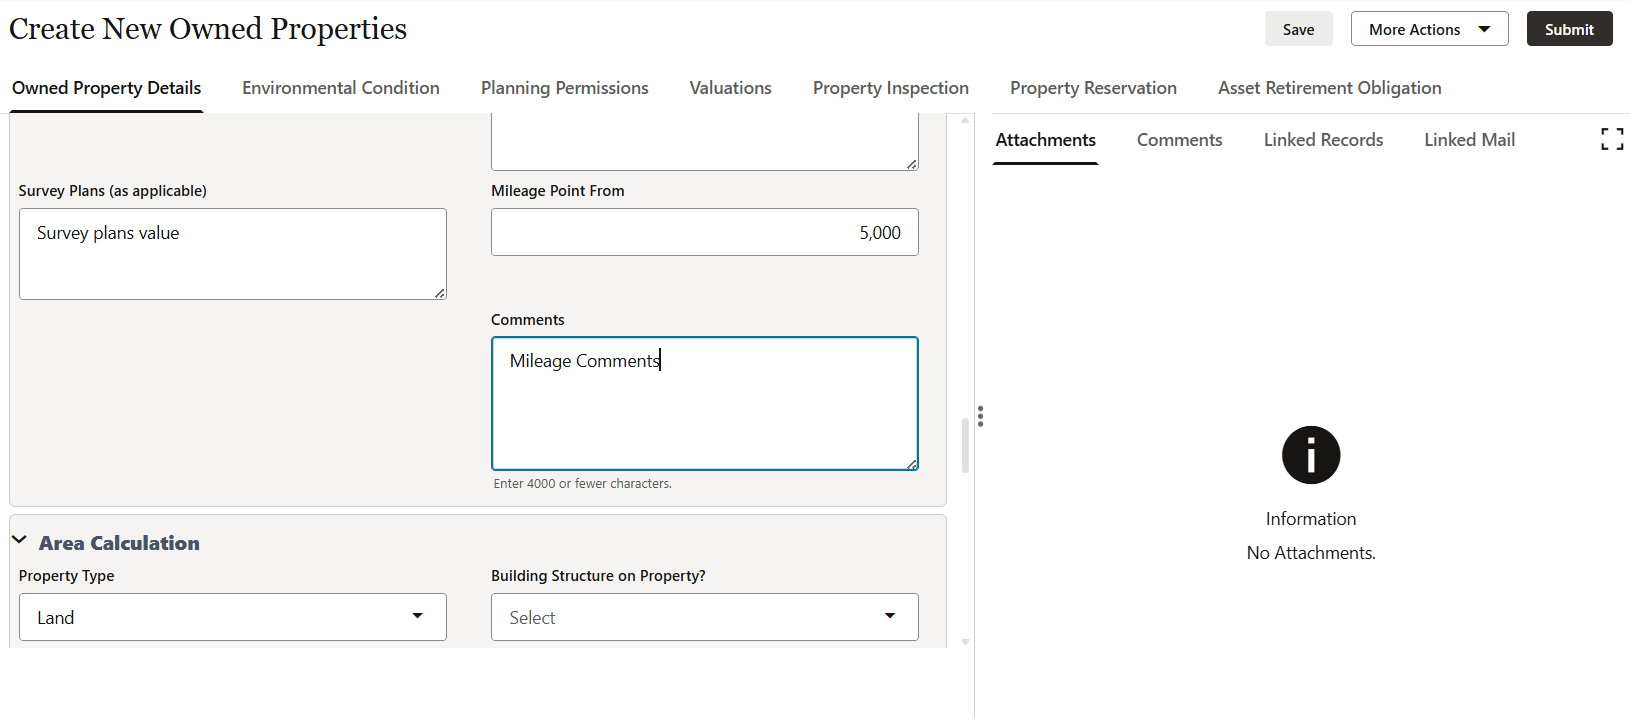 Create New Owned Properties
Save
More Actions
Submit
Owned Property Details
Environmental Condition
Planning Permissions
Valuations
Property Inspection
Property Reservation
Asset Retirement Obligation
Attachments
Comments
Linked Records
Linked Mail
Survey Plans (as applicable)
Mileage Point From
Survey plans value
5,000
Comments
Mileage Comments
Enter 4000 or fewer characters.
Area Calculation
Property Type
Building Structure on Property?
Land
Select
Information
No Attachments.